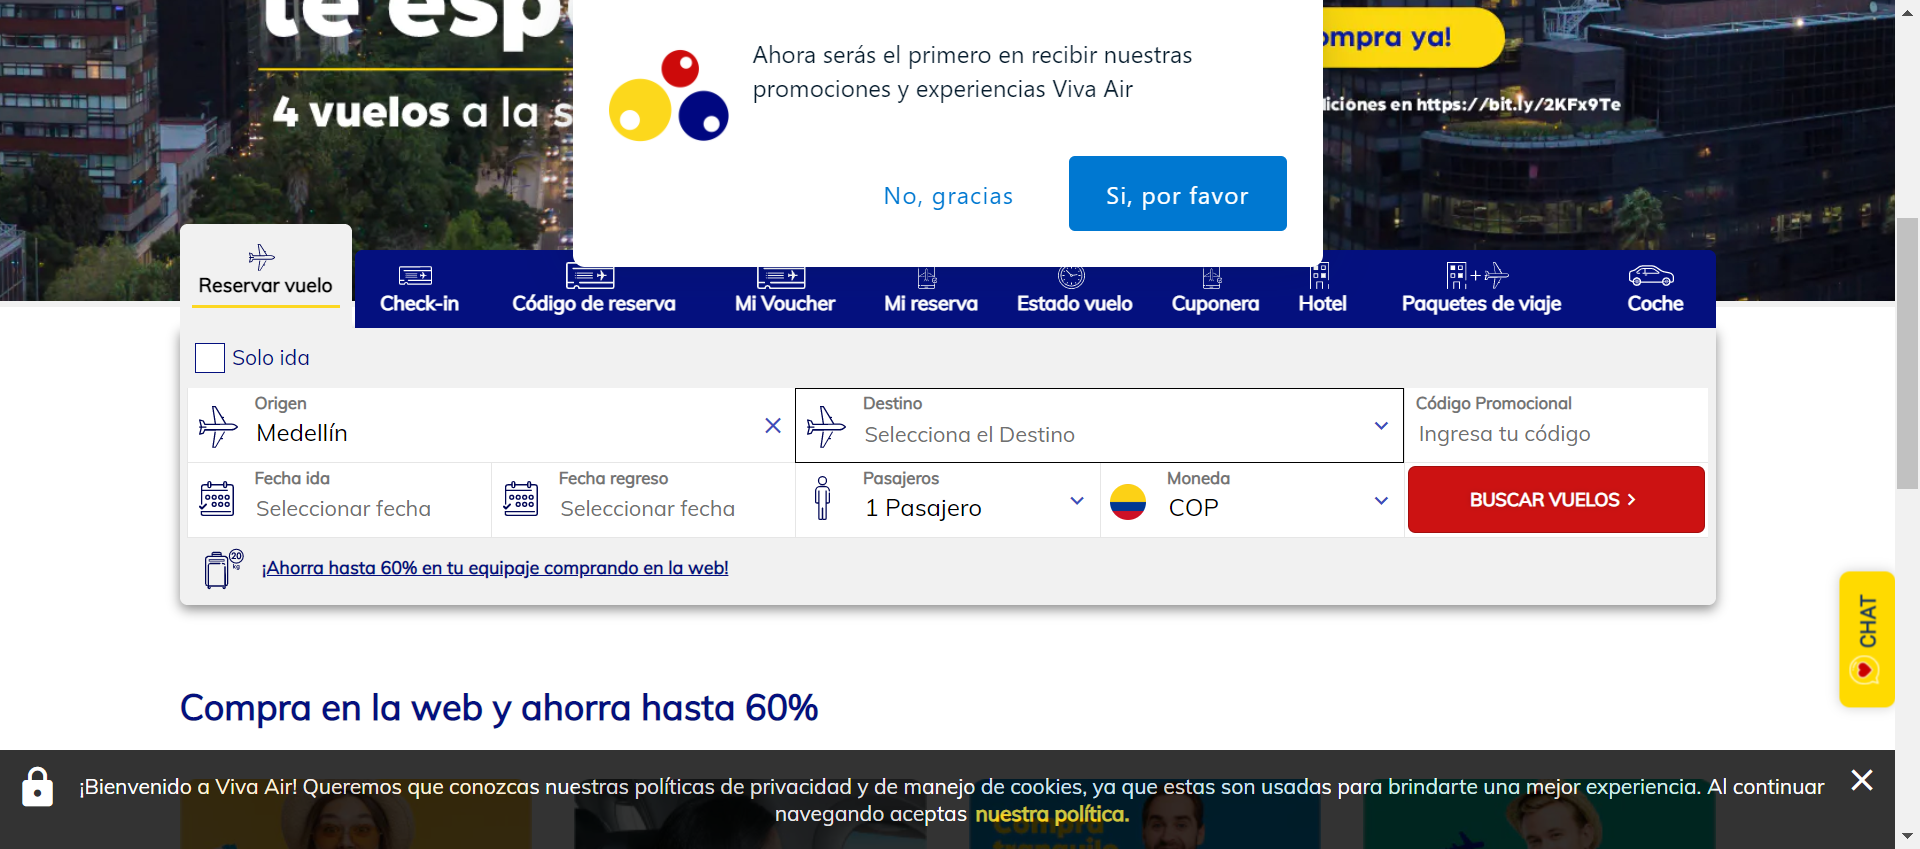 te esp
4 vuelos a la s
Ahora serás el primero en recibir nuestras
promociones y experiencias Viva Air
No, gracias
Si, por favor
ompra ya!
diciones en https://bit.ly/2KFx9Te
Reservar vuelo
Check-in
Código de reserva
Mi Voucher
Mi reserva
Estado vuelo
Cuponera
Hotel
Paquetes de viaje
Coche
Solo ida
Origen
Medellín
Destino
Selecciona el Destino
Código Promocional
Ingresa tu código
Fecha ida
Seleccionar fecha
Fecha regreso
Seleccionar fecha
Pasajeros
1 Pasajero
Moneda
COP
BUSCAR VUELOS
20
kg
¡Ahorra hasta 60% en tu equipaje comprando en la web!
CHAT
Compra en la web y ahorra hasta 60%
¡Bienvenido a Viva Air! Queremos que conozcas nuestras políticas de privacidad y de manejo de cookies, ya que estas son usadas para brindarte una mejor experiencia. Al continuar
navegando aceptas nuestra política.
Compra
tranquilo